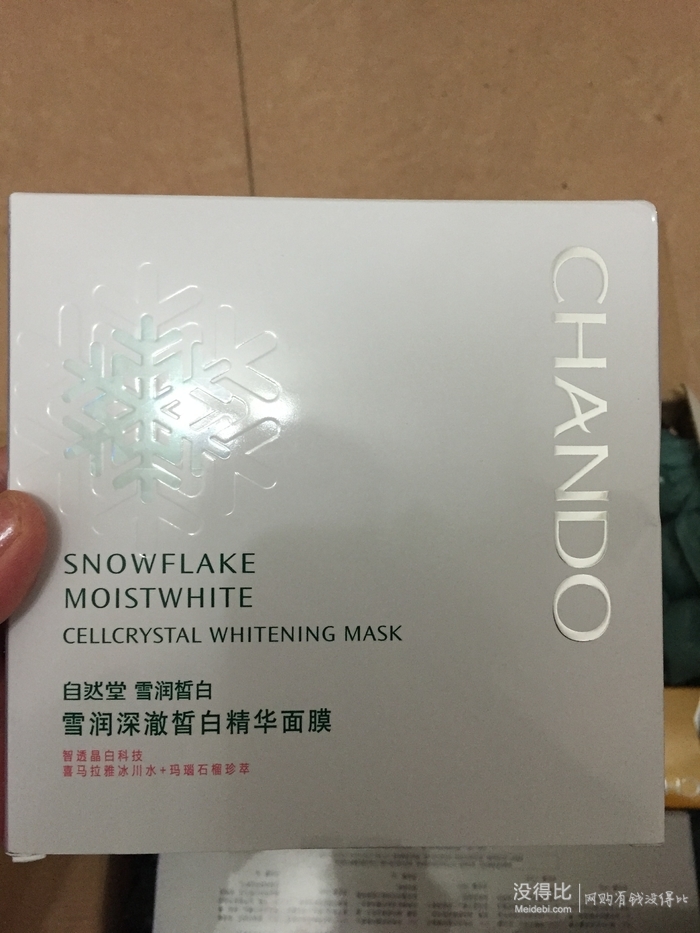 CHANDO
SNOWFLAKE
MOISTWHITE
CELLCRYSTAL WHITENING MASK
自然堂 雪润皙白
雪润深澈皙白精华面膜
智透晶白科技
喜马拉雅冰川水+玛瑙石榴珍萃
没得比 网购有钱没得比
Meidebi.com